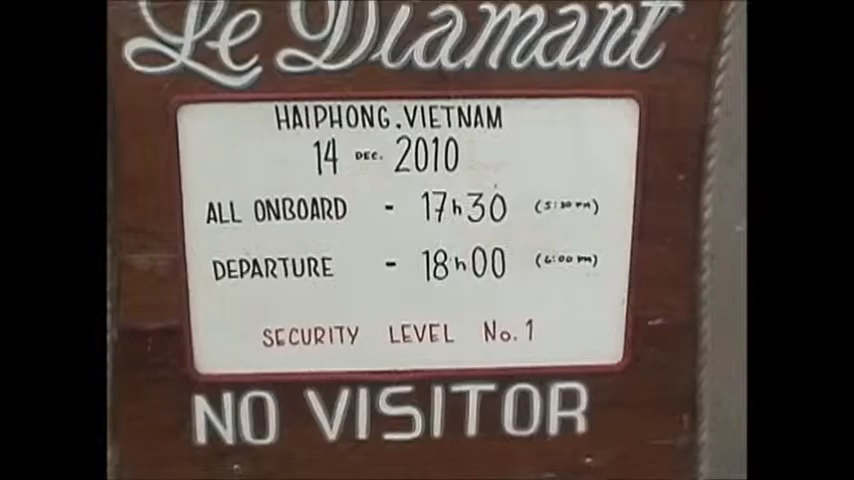 Le Diamant
HAIPHONG, VIETNAM
14 DEC. 2010
ALL ONBOARD - 17h30 (5:30 PM)
DEPARTURE - 18h00 (6:00 PM)
SECURITY LEVEL No. 1
NO VISITOR